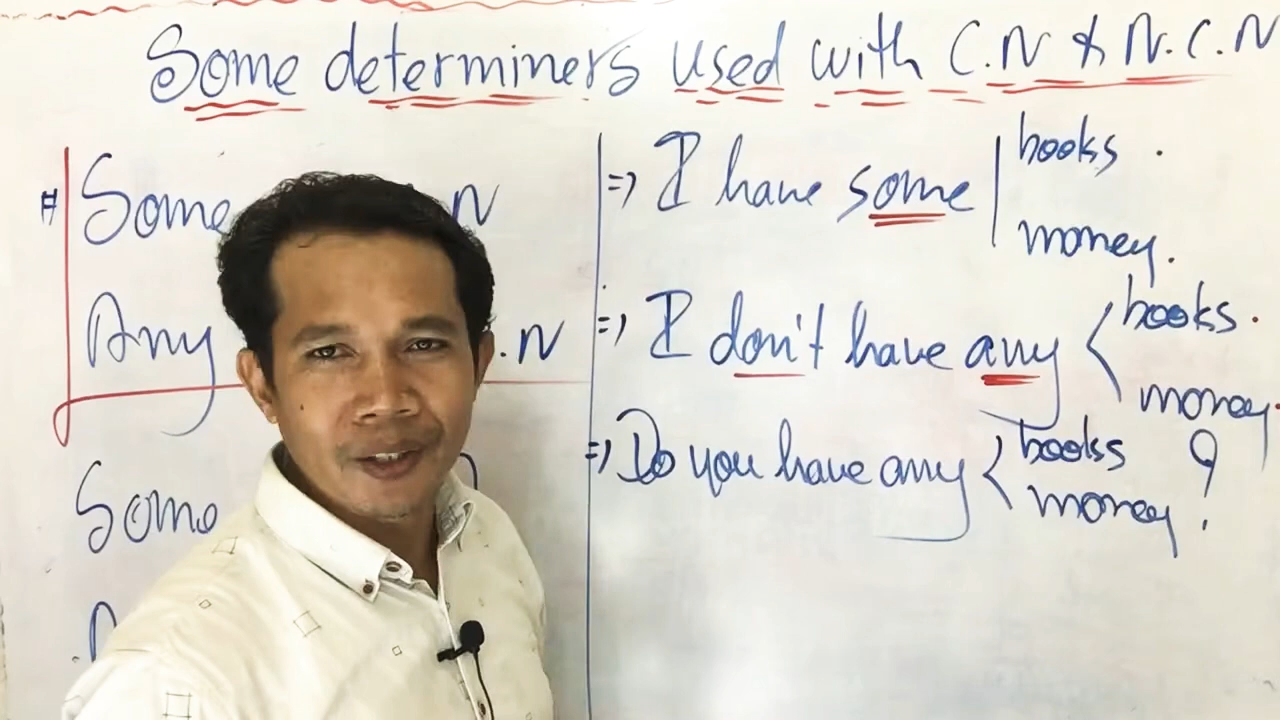 Some determiners used with C.N & N.C.N
# Some N => I have some books.
money.
Any .N => I don't have any books.
money.
=> Do you have any books ?
money
Some